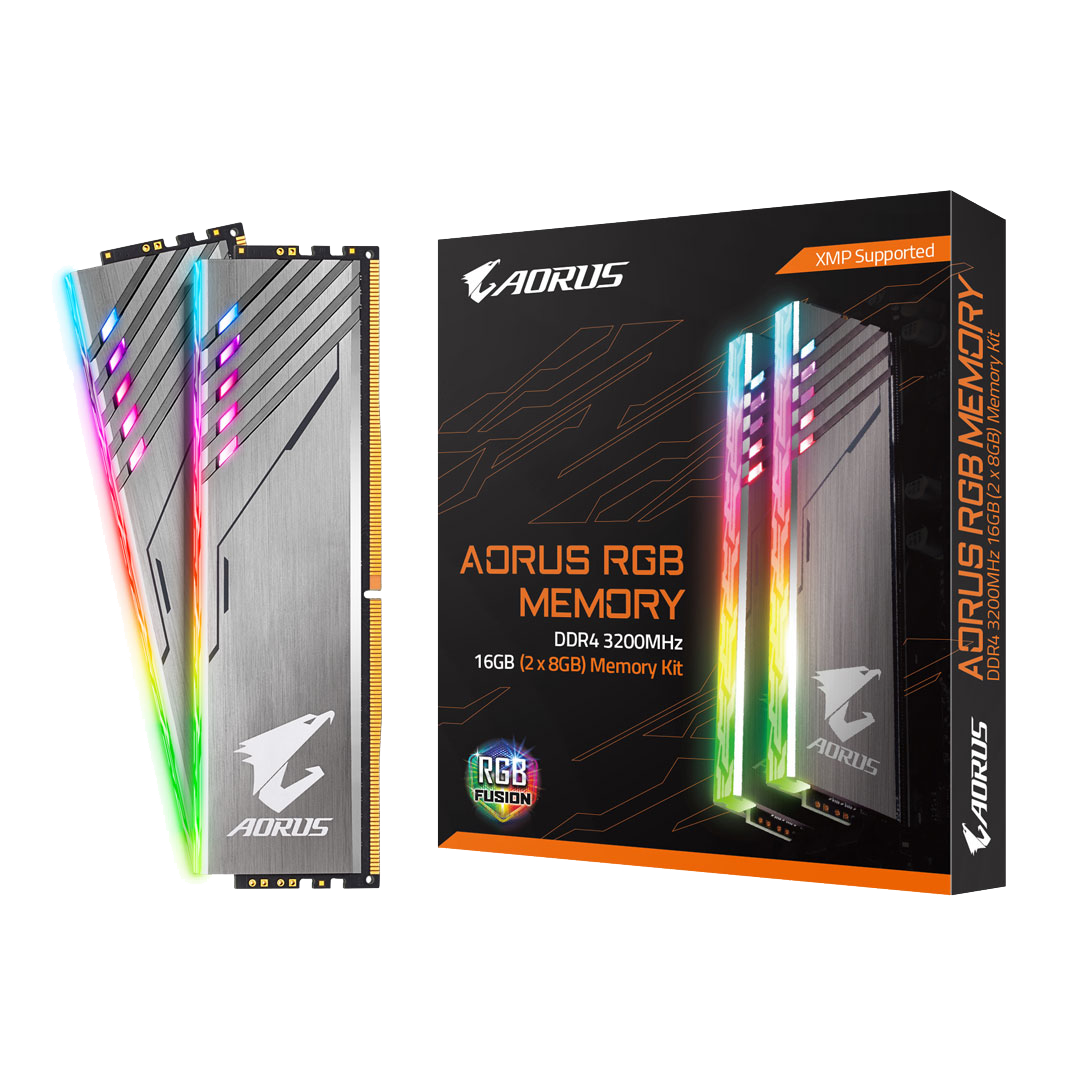 AORUS
AORUS
XMP Supported
AORUS RGB
MEMORY
DDR4 3200MHz
16GB (2 x 8GB) Memory Kit
RGB
FUSION
AORUS
AORUS RGB MEMORY
DDR4 3200MHz 16GB (2 x 8GB) Memory Kit
AORUS